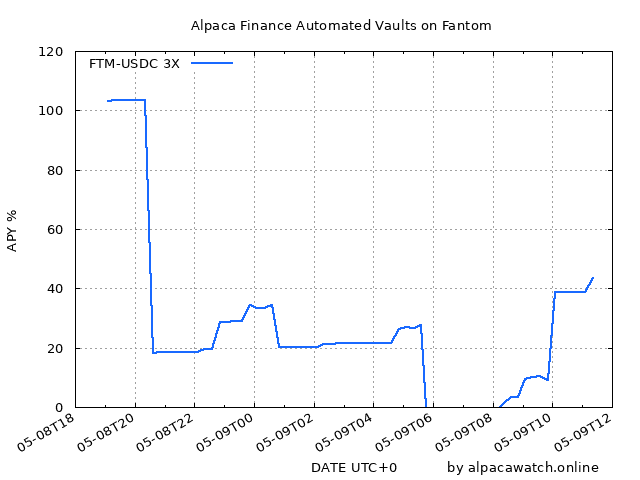 Alpaca Finance Automated Vaults on Fantom
FTM-USDC 3X
APY %
120
100
80
60
40
20
0
05-08T18
05-08T20
05-08T22
05-09T00
05-09T02
05-09T04
05-09T06
05-09T08
05-09T10
05-09T12
DATE UTC+0
by alpacawatch.online